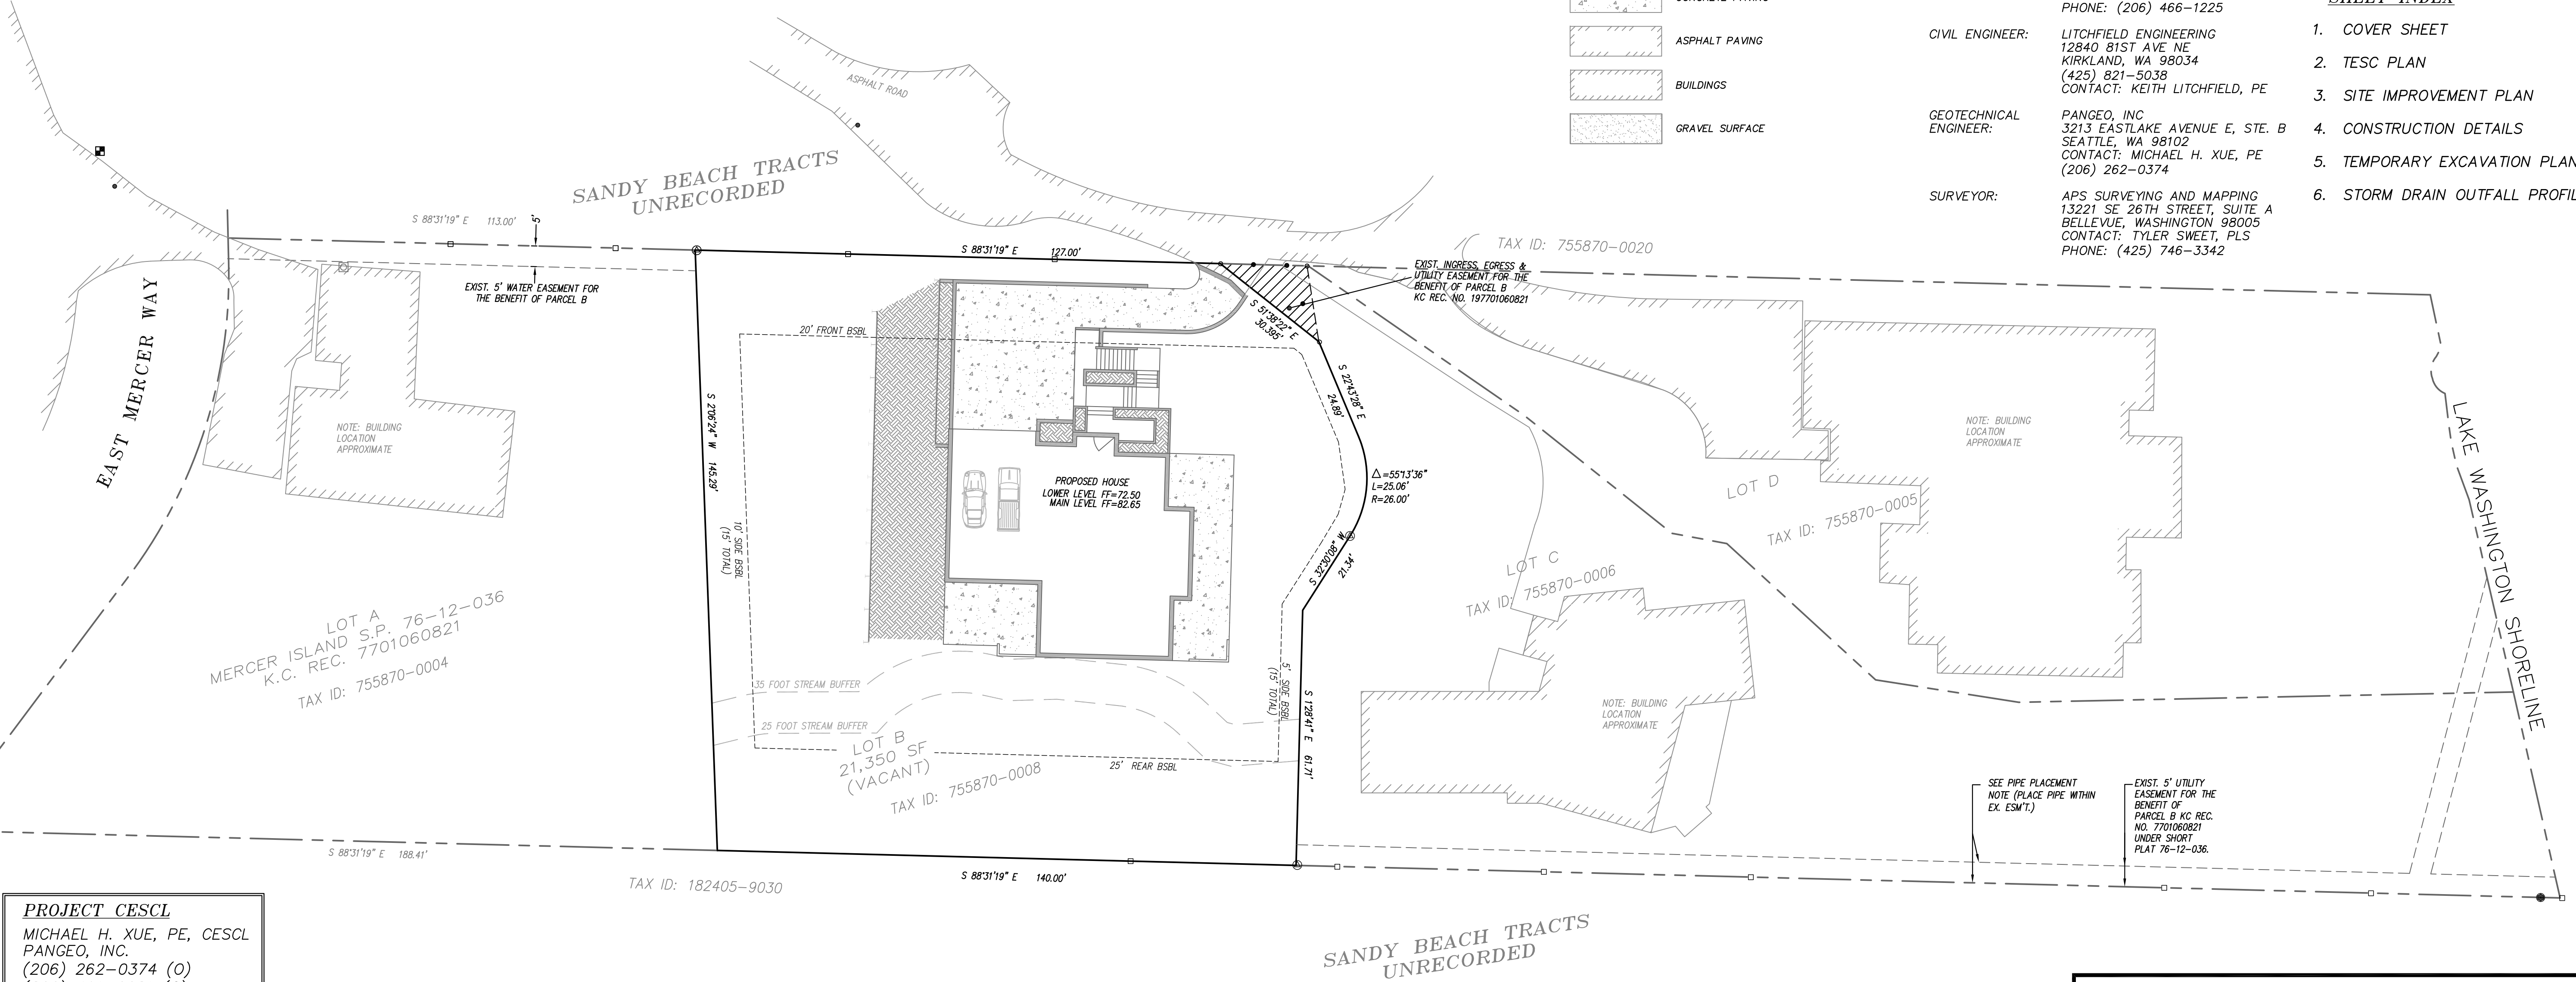 PHONE: (206) 466-1225
CIVIL ENGINEER:
LITCHFIELD ENGINEERING
12840 81ST AVE NE
KIRKLAND, WA 98034
(425) 821-5038
CONTACT: KEITH LITCHFIELD, PE
GEOTECHNICAL
ENGINEER:
PANGEO, INC
3213 EASTLAKE AVENUE E, STE. B
SEATTLE, WA 98102
CONTACT: MICHAEL H. XUE, PE
(206) 262-0374
SURVEYOR:
APS SURVEYING AND MAPPING
13221 SE 26TH STREET, SUITE A
BELLEVUE, WASHINGTON 98005
CONTACT: TYLER SWEET, PLS
PHONE: (425) 746-3342
SHEET INDEX
1. COVER SHEET
2. TESC PLAN
3. SITE IMPROVEMENT PLAN
4. CONSTRUCTION DETAILS
5. TEMPORARY EXCAVATION PLAN
6. STORM DRAIN OUTFALL PROFIL
ASPHALT PAVING
BUILDINGS
GRAVEL SURFACE
ASPHALT ROAD
SANDY BEACH TRACTS
UNRECORDED
S 88°31'19" E 113.00'
5'
EXIST. 5' WATER EASEMENT FOR
THE BENEFIT OF PARCEL B
EAST MERCER WAY
NOTE: BUILDING
LOCATION
APPROXIMATE
S 88°31'19" E 127.00'
TAX ID: 755870-0020
EXIST. INGRESS, EGRESS &
UTILITY EASEMENT FOR THE
BENEFIT OF PARCEL B
KC REC. NO. 197701060821
S 51°38'22" E
30.395'
20' FRONT BSBL
S 22°43'28" E
24.89'
S 2°06'24" W 145.29'
10' SIDE BSBL
(15' TOTAL)
PROPOSED HOUSE
LOWER LEVEL FF=72.50
MAIN LEVEL FF=82.65
△=55°13'36"
L=25.06'
R=26.00'
S 32°30'08" W
21.34'
5' SIDE BSBL
(15' TOTAL)
S 1°28'41" E 61.71'
35 FOOT STREAM BUFFER
25 FOOT STREAM BUFFER
LOT B
21,350 SF
(VACANT)
TAX ID: 755870-0008
25' REAR BSBL
LOT A
MERCER ISLAND S.P. 76-12-036
K.C. REC. 7701060821
TAX ID: 755870-0004
LOT C
TAX ID: 755870-0006
NOTE: BUILDING
LOCATION
APPROXIMATE
LOT D
TAX ID: 755870-0005
NOTE: BUILDING
LOCATION
APPROXIMATE
LAKE WASHINGTON SHORELINE
SEE PIPE PLACEMENT
NOTE (PLACE PIPE WITHIN
EX. ESM'T.)
EXIST. 5' UTILITY
EASEMENT FOR THE
BENEFIT OF
PARCEL B KC REC.
NO. 7701060821
UNDER SHORT
PLAT 76-12-036.
S 88°31'19" E 188.41'
TAX ID: 182405-9030
S 88°31'19" E 140.00'
SANDY BEACH TRACTS
UNRECORDED
PROJECT CESCL
MICHAEL H. XUE, PE, CESCL
PANGEO, INC.
(206) 262-0374 (O)